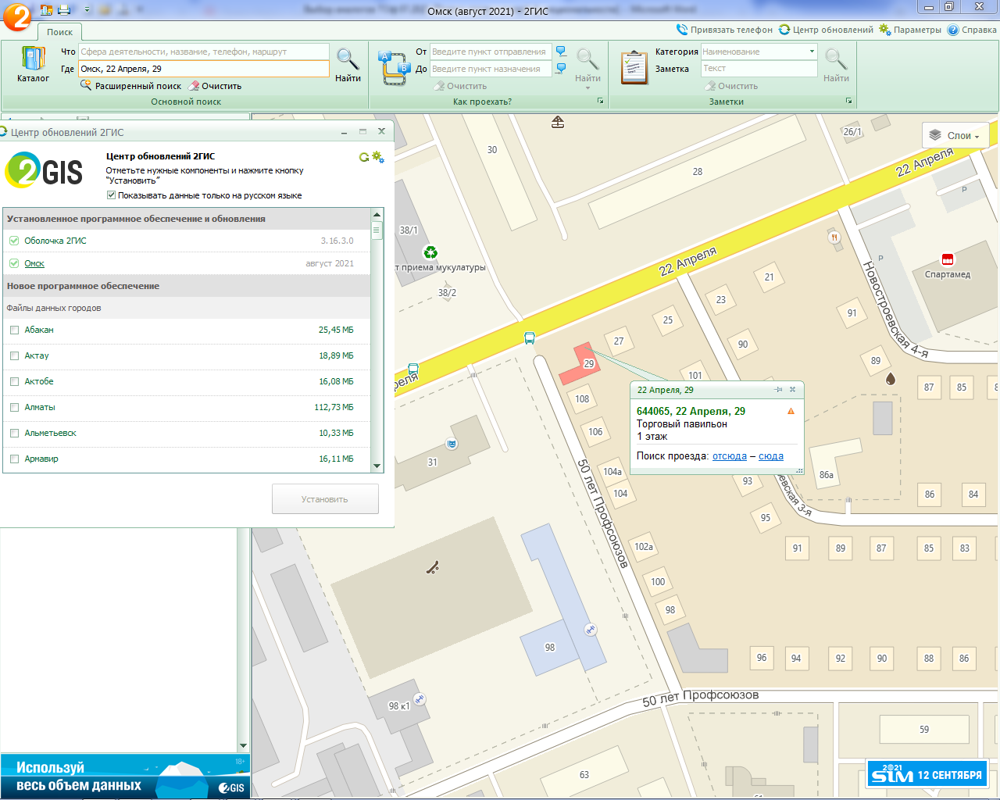 Омск (август 2021) - 2ГИС
Поиск
Привязать телефон
Центр обновлений
Параметры
Справка
Каталог
Что
Сфера деятельности, название, телефон, маршрут
Где
Омск, 22 Апреля, 29
Расширенный поиск
Очистить
Найти
Основной поиск
От
Введите пункт отправления
До
Введите пункт назначения
Очистить
Найти
Как проехать?
Категория
Наименование
Заметка
Текст
Очистить
Найти
Заметки
Центр обновлений 2ГИС
2GIS
Центр обновлений 2ГИС
Отметьте нужные компоненты и нажмите кнопку
"Установить"
Показывать данные только на русском языке
Установленное программное обеспечение и обновления
Оболочка 2ГИС
3.16.3.0
Омск
август 2021
Новое программное обеспечение
Файлы данных городов
Абакан
25,45 МБ
Актау
18,89 МБ
Актобе
16,08 МБ
Алматы
112,73 МБ
Альметьевск
10,33 МБ
Армавир
16,11 МБ
Установить
Используй
весь объем данных
18+
2GIS
Слои
30
28
26/1
22 Апреля
P
38/1
т приема мукулатуры
38/2
22 Апреля
21
23
25
27
29
P
Спартамед
Новостроевская 4-я
91
90
89
101
87
85
108
106
104а
104
31
22 Апреля, 29
644065, 22 Апреля, 29
Торговый павильон
1 этаж
Поиск проезда: отсюда – сюда
реля
50 лет Профсоюзов
93
евская 3-я
86а
86
84
95
91
89
87
85
83
102а
100
98
98
96
94
92
90
88
86
98 к1
50 лет Профсоюзов
59
63
61
2021
SIM
12 СЕНТЯБРЯ